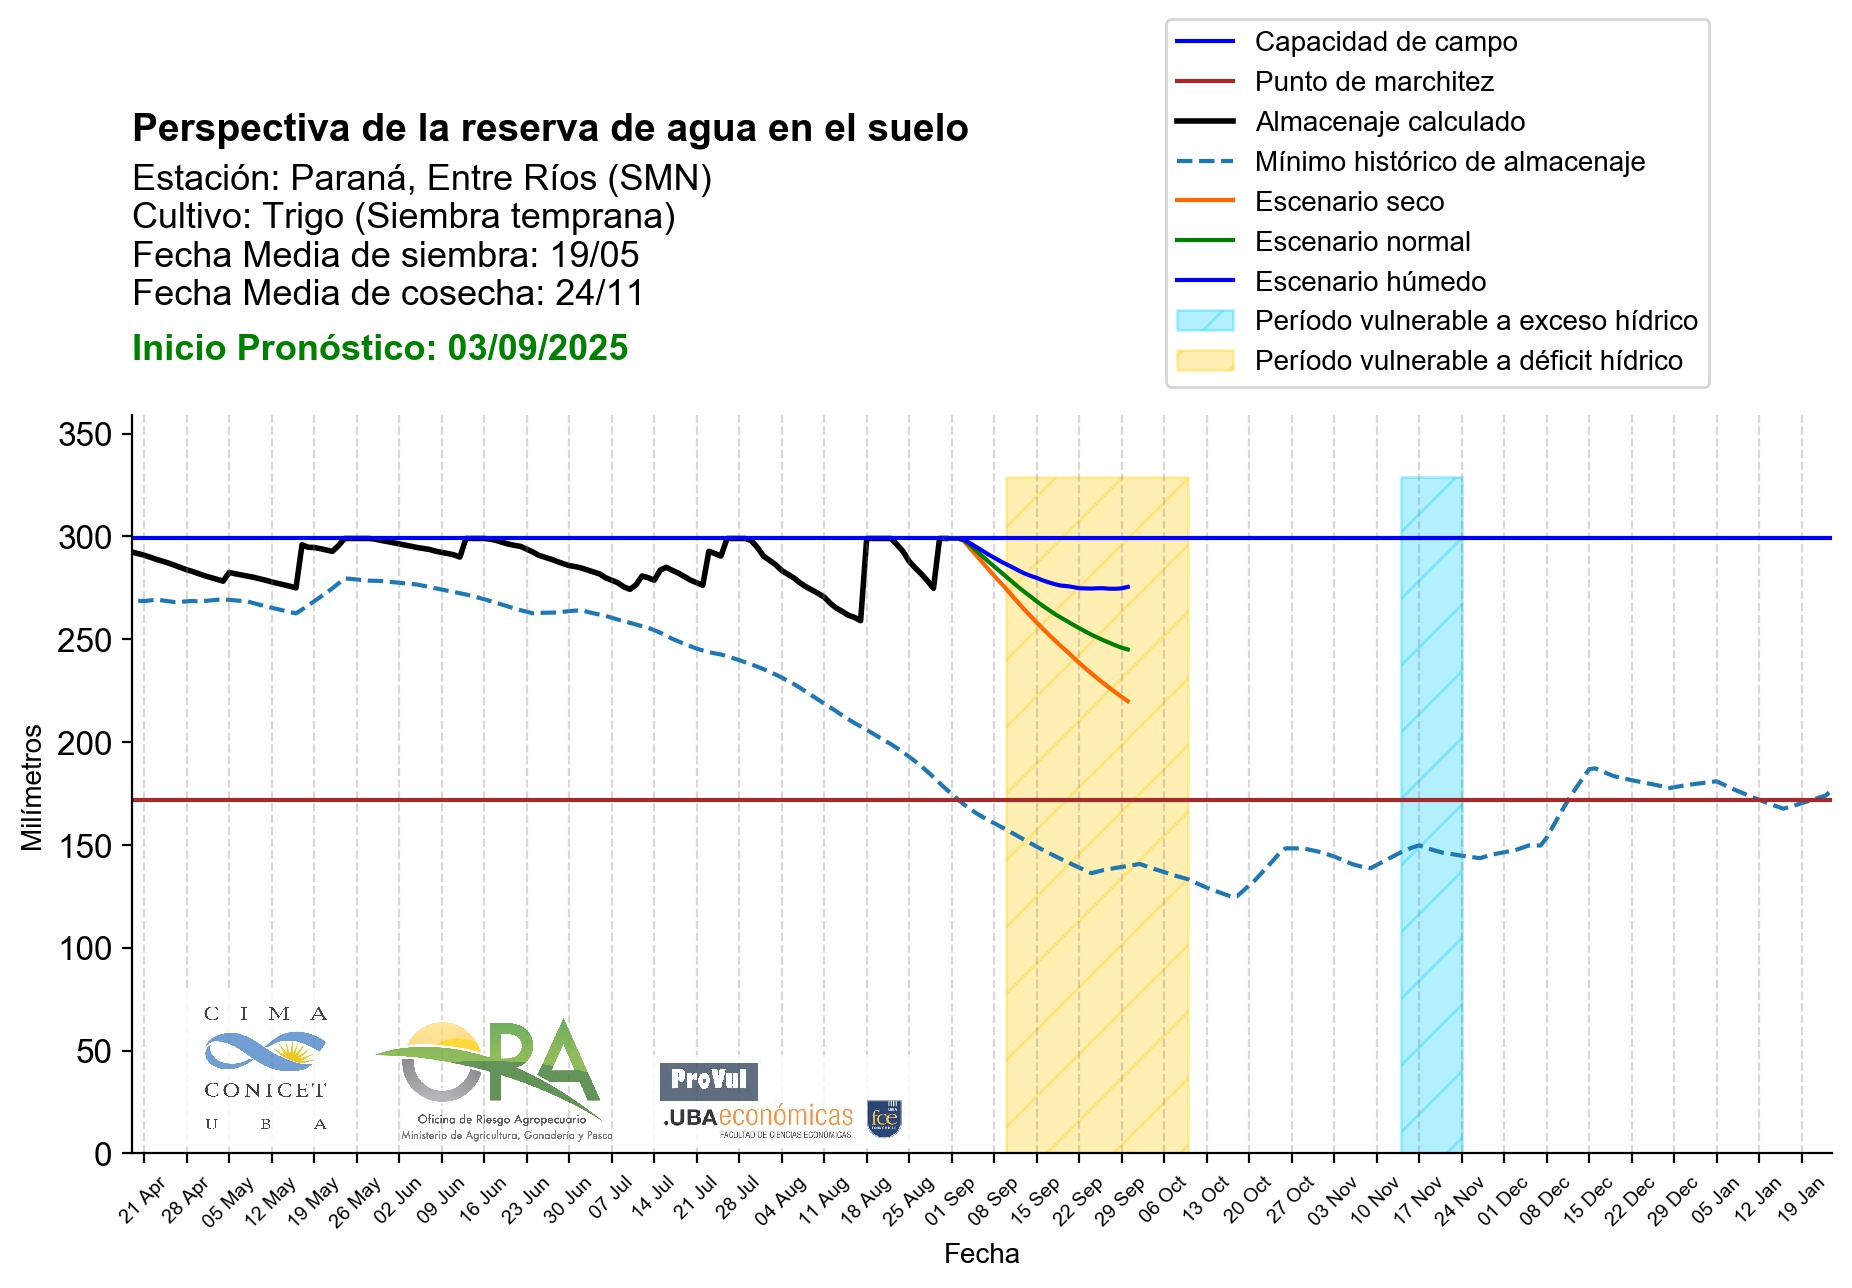 Capacidad de campo
Punto de marchitez
Almacenaje calculado
Mínimo histórico de almacenaje
Escenario seco
Escenario normal
Escenario húmedo
Período vulnerable a exceso hídrico
Período vulnerable a déficit hídrico
Perspectiva de la reserva de agua en el suelo
Estación: Paraná, Entre Ríos (SMN)
Cultivo: Trigo (Siembra temprana)
Fecha Media de siembra: 19/05
Fecha Media de cosecha: 24/11
Inicio Pronóstico: 03/09/2025
350
300
250
200
150
100
50
0
Milímetros
CIMA
CONICET
UBA
ORA
Oficina de Riesgo Agropecuario
Ministerio de Agricultura, Ganadería y Pesca
ProVul
.UBAeconómicas
FACULTAD DE CIENCIAS ECONÓMICAS
UBA
fce
ECONÓMICAS
21 Apr
28 Apr
05 May
12 May
19 May
26 May
02 Jun
09 Jun
16 Jun
23 Jun
30 Jun
07 Jul
14 Jul
21 Jul
28 Jul
04 Aug
11 Aug
18 Aug
25 Aug
01 Sep
08 Sep
15 Sep
22 Sep
29 Sep
06 Oct
13 Oct
20 Oct
27 Oct
03 Nov
10 Nov
17 Nov
24 Nov
01 Dec
08 Dec
15 Dec
22 Dec
29 Dec
05 Jan
12 Jan
19 Jan
Fecha